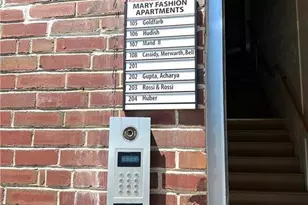 MARY FASHION
APARTMENTS
105 Goldfarb
106 Hudish
107 Mand II
108 Cassidy, Merwarth, Bell
201
202 Gupta, Acharya
203 Rossi & Rossi
204 Huber